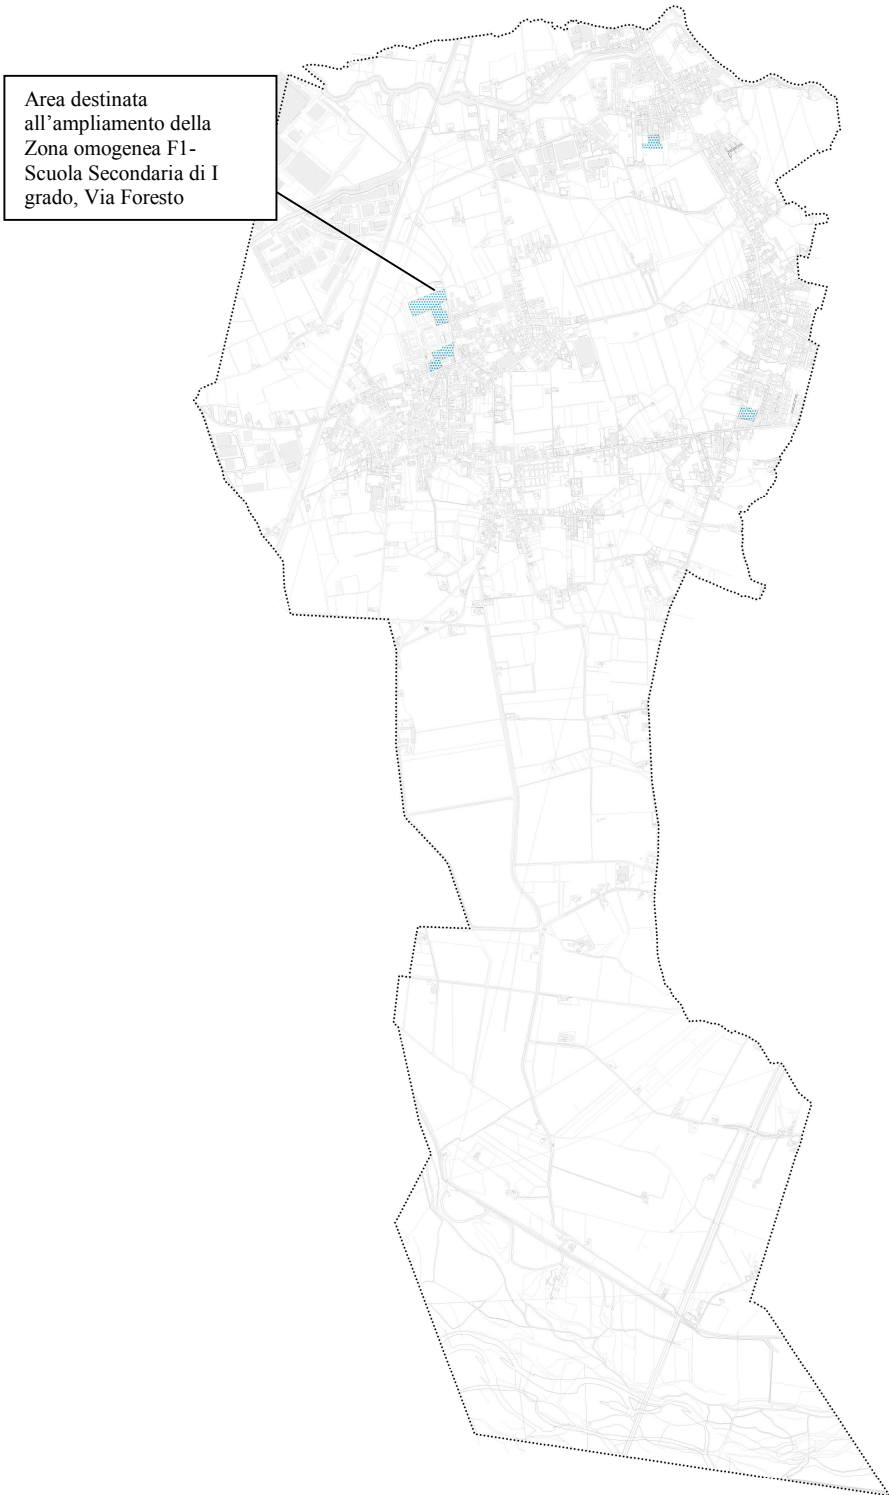 Area destinata
all'ampliamento della
Zona omogenea F1-
Scuola Secondaria di I
grado, Via Foresto